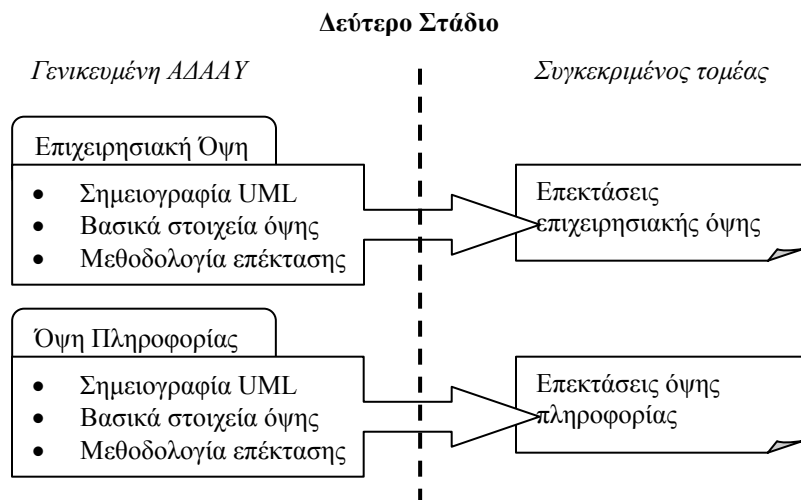 Δεύτερο Στάδιο
Γενικευμένη ΑΔΑΑΥ
Συγκεκριμένος τομέας
Επιχειρησιακή Όψη
• Σημειογραφία UML
• Βασικά στοιχεία όψης
• Μεθοδολογία επέκτασης
Επεκτάσεις
επιχειρησιακής όψης
Όψη Πληροφορίας
• Σημειογραφία UML
• Βασικά στοιχεία όψης
• Μεθοδολογία επέκτασης
Επεκτάσεις όψης
πληροφορίας